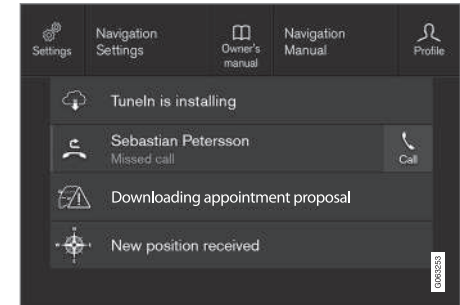 Settings
Navigation
Settings
Owner's
manual
Navigation
Manual
Profile
TuneIn is installing
Sebastian Petersson
Missed call
Call
Downloading appointment proposal
New position received
G063253